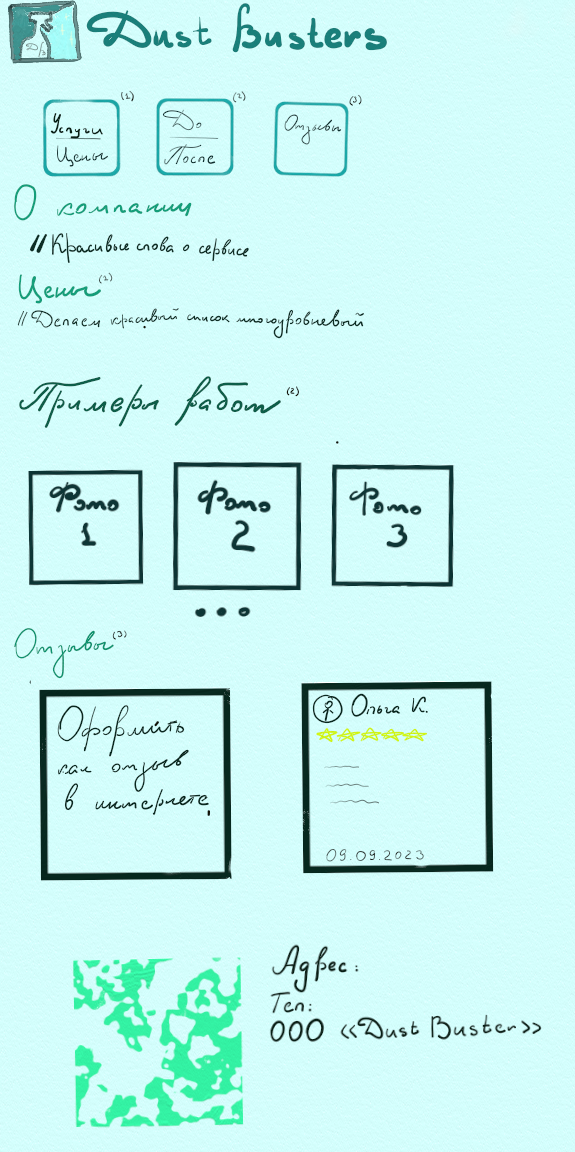 Dust Busters
(1)
(2)
(3)
Услуги
Цены
До
После
Отзывы
О компании
// Красивые слова о сервисе
Цены (1)
// Делаем красивый список многоуровневый
Примеры работ (2)
Фото 1
Фото 2
Фото 3
...
Отзывы (3)
Оформить
как отзыв
в интернете,
Ольга К.
09.09.2023
Адрес:
Тел:
ООО «Dust Buster»